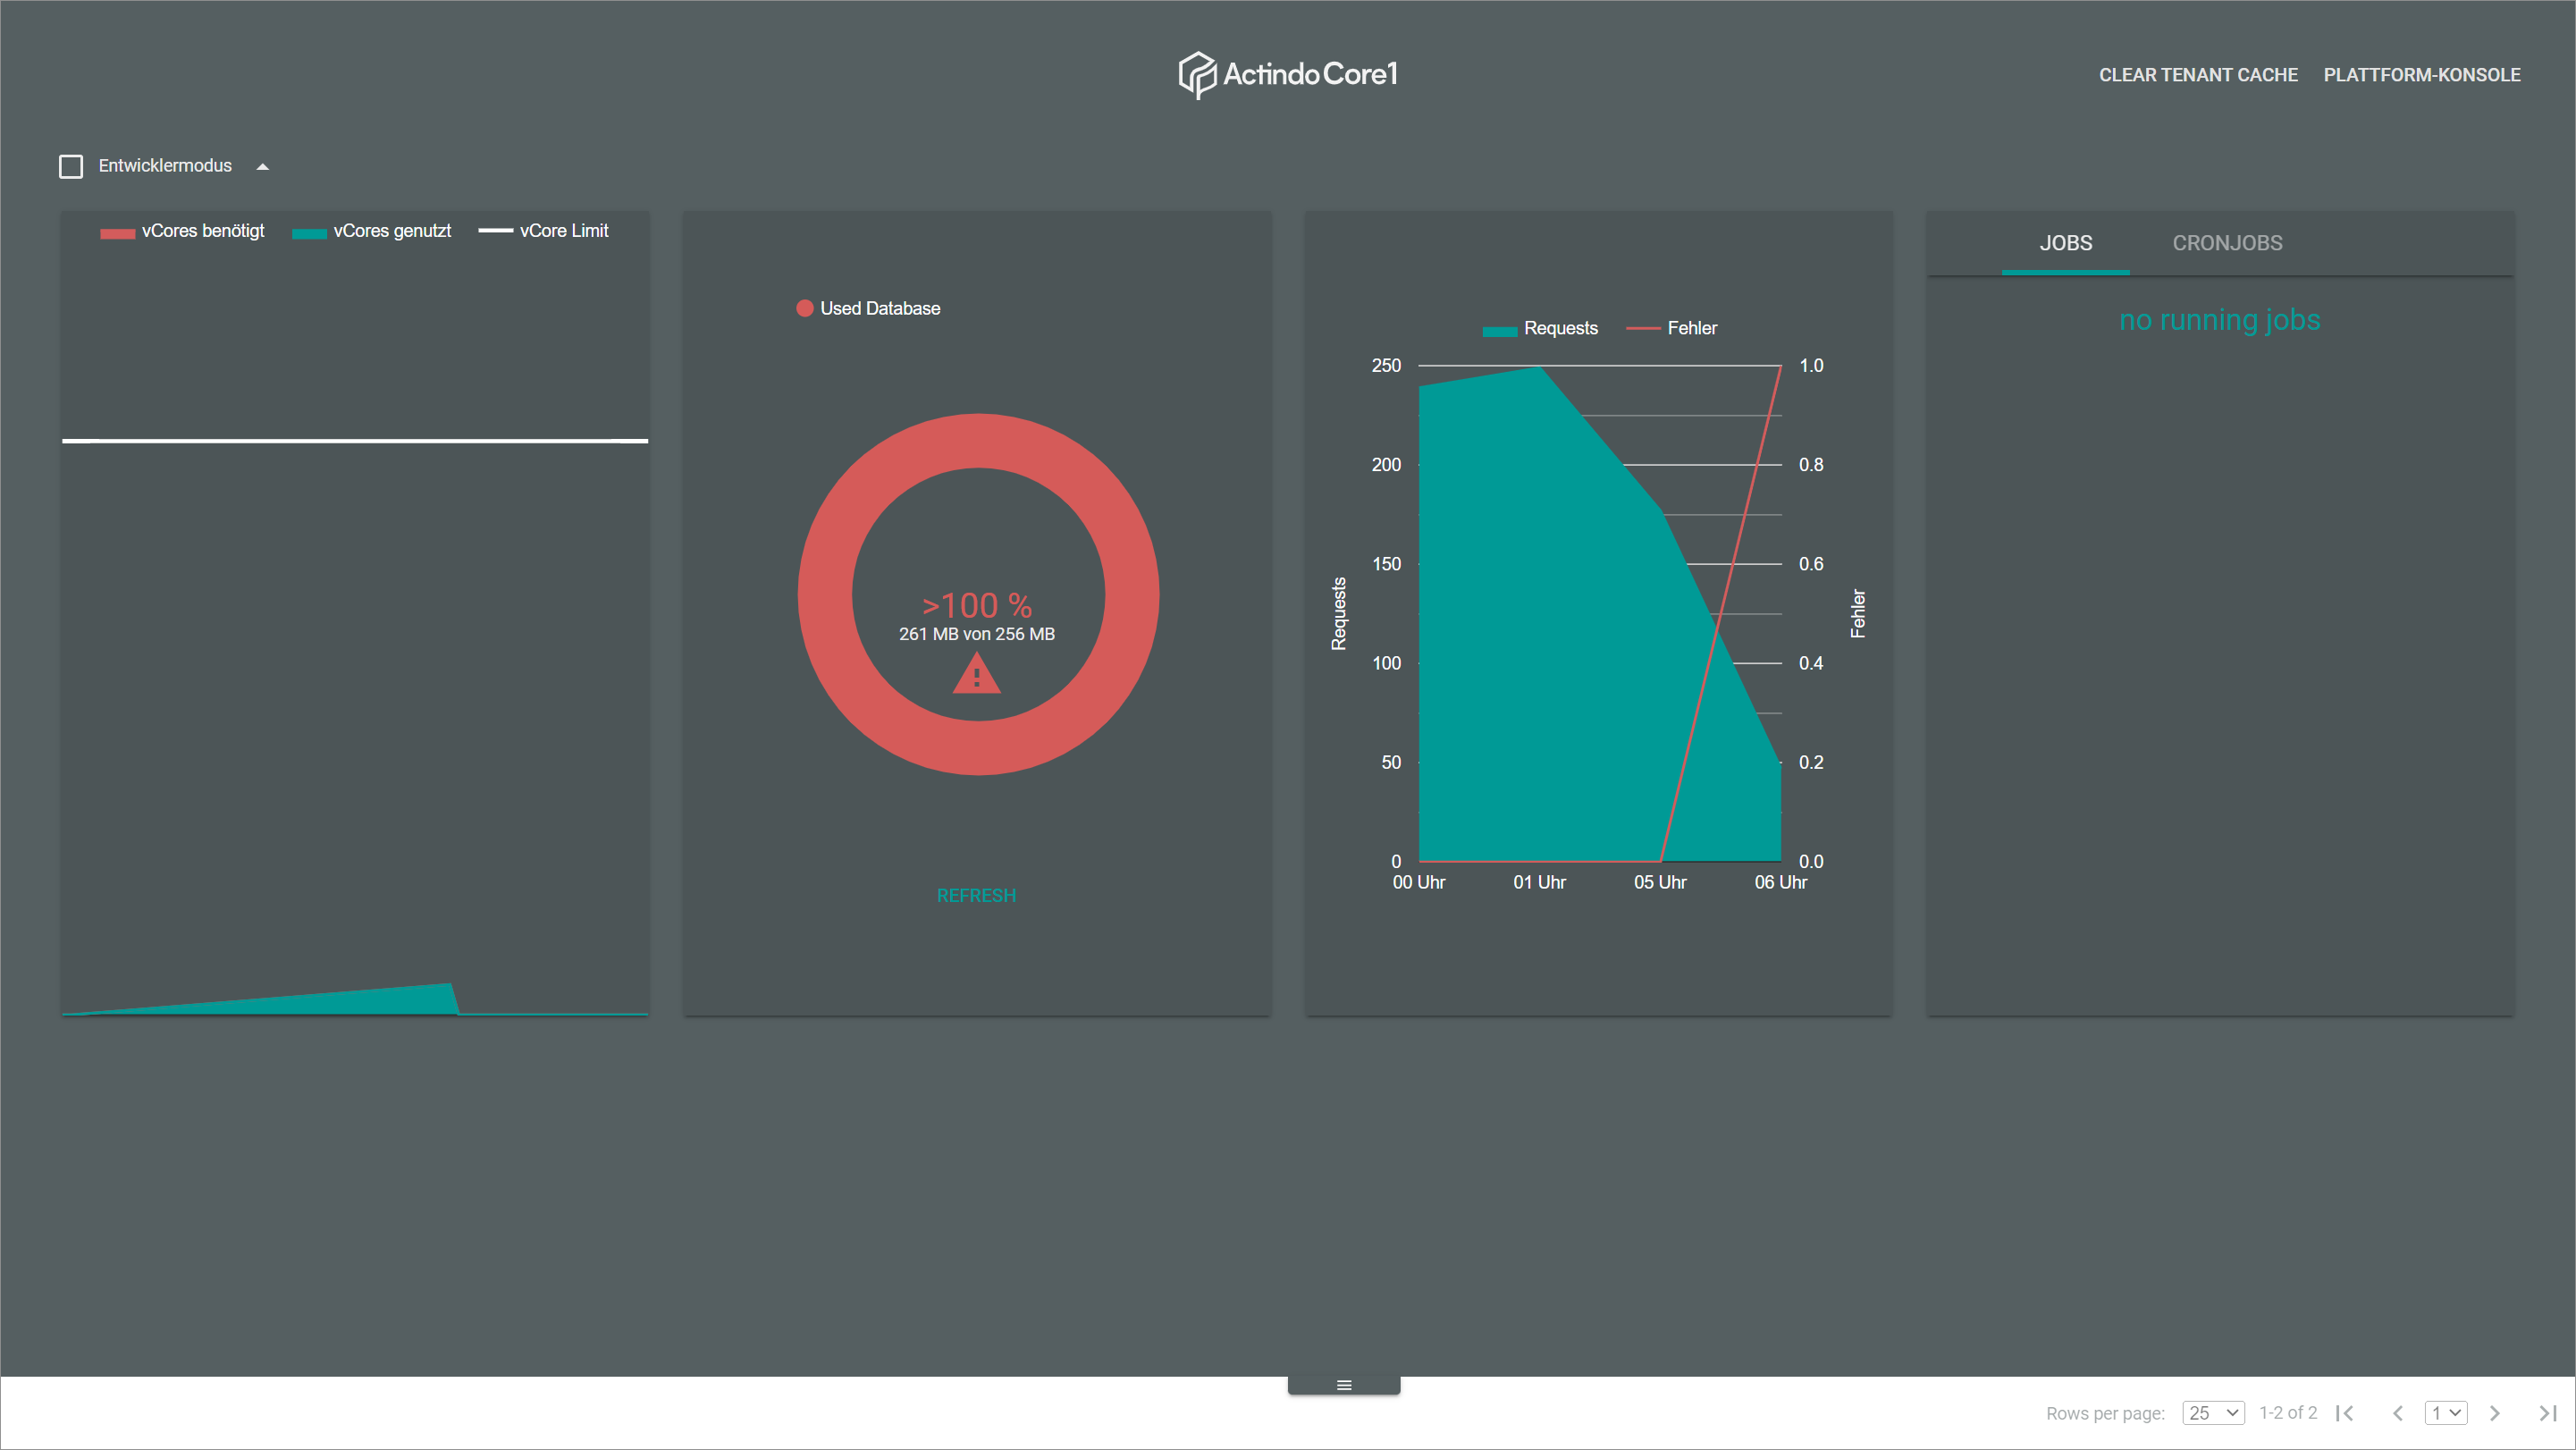 Actindo Core1
CLEAR TENANT CACHE PLATTFORM-KONSOLE
Entwicklermodus
vCores benötigt vCores genutzt vCore Limit
Used Database
>100 %
261 MB von 256 MB
REFRESH
Requests Fehler
250 1.0
200 0.8
150 0.6
100 0.4
50 0.2
0 0.0
00 Uhr 01 Uhr 05 Uhr 06 Uhr
Requests
Fehler
JOBS CRONJOBS
no running jobs
Rows per page: 25 1-2 of 2 1